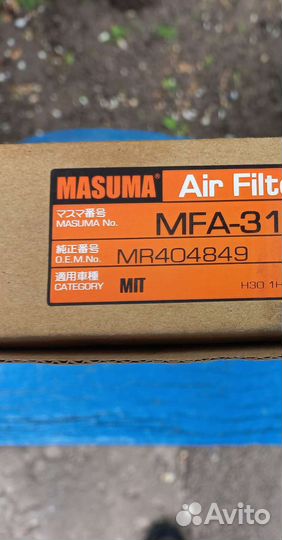 MASUMA® Air Filte
マスマ番号
MASUMA No. MFA-31
純正番号
O.E.M.No. MR404849
適用車種
CATEGORY MIT H30 1H
Avito